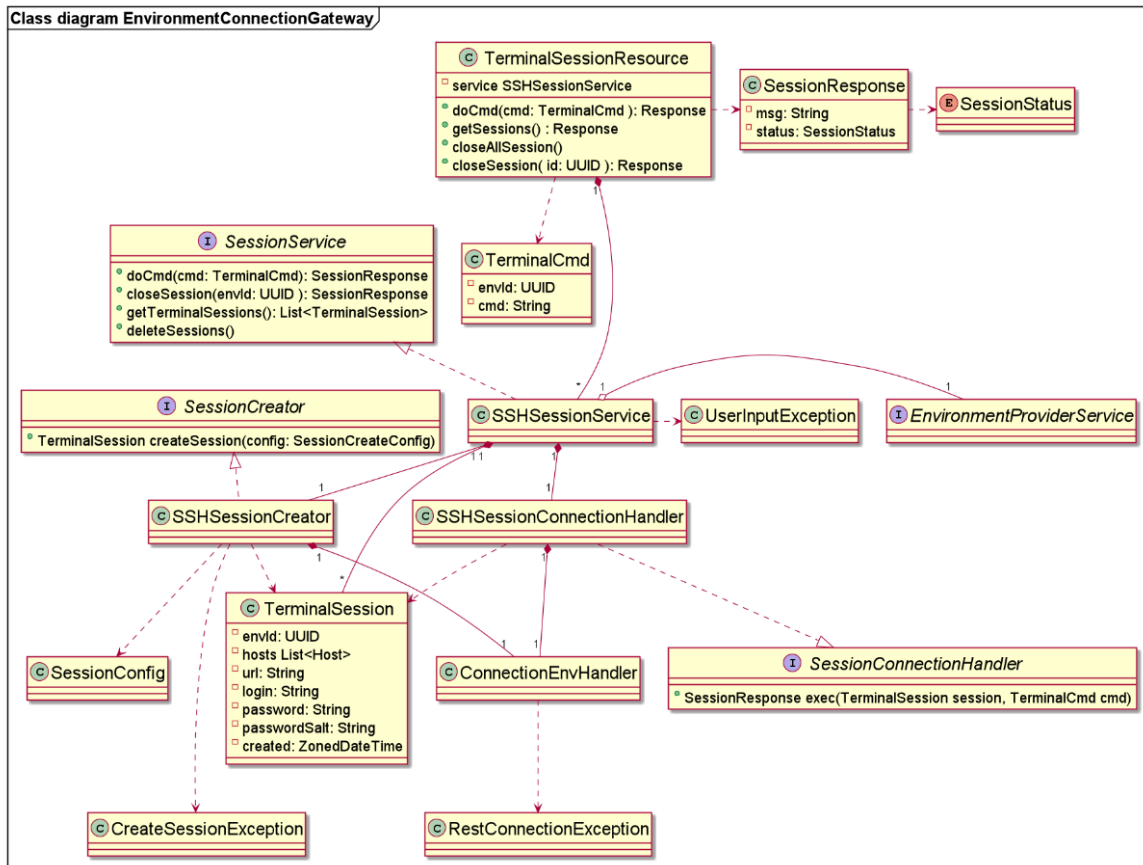 Class diagram EnvironmentConnectionGateway
C TerminalSessionResource
service SSHSessionService
doCmd(cmd: TerminalCmd ): Response
getSessions() : Response
closeAllSession()
closeSession( id: UUID ): Response
C SessionResponse
msg: String
status: SessionStatus
E SessionStatus
1
I SessionService
doCmd(cmd: TerminalCmd): SessionResponse
closeSession(envId: UUID ): SessionResponse
getTerminalSessions(): List<TerminalSession>
deleteSessions()
C TerminalCmd
envId: UUID
cmd: String
* 1 1
I SessionCreator
TerminalSession createSession(config: SessionCreateConfig)
C SSHSessionService
C UserInputException
I EnvironmentProviderService
1 1 1
1 1
C SSHSessionCreator
C SSHSessionConnectionHandler
1 1
*
C TerminalSession
envId: UUID
hosts List<Host>
url: String
login: String
password: String
passwordSalt: String
created: ZonedDateTime
1 1
C SessionConfig
C ConnectionEnvHandler
I SessionConnectionHandler
SessionResponse exec(TerminalSession session, TerminalCmd cmd)
C CreateSessionException
C RestConnectionException